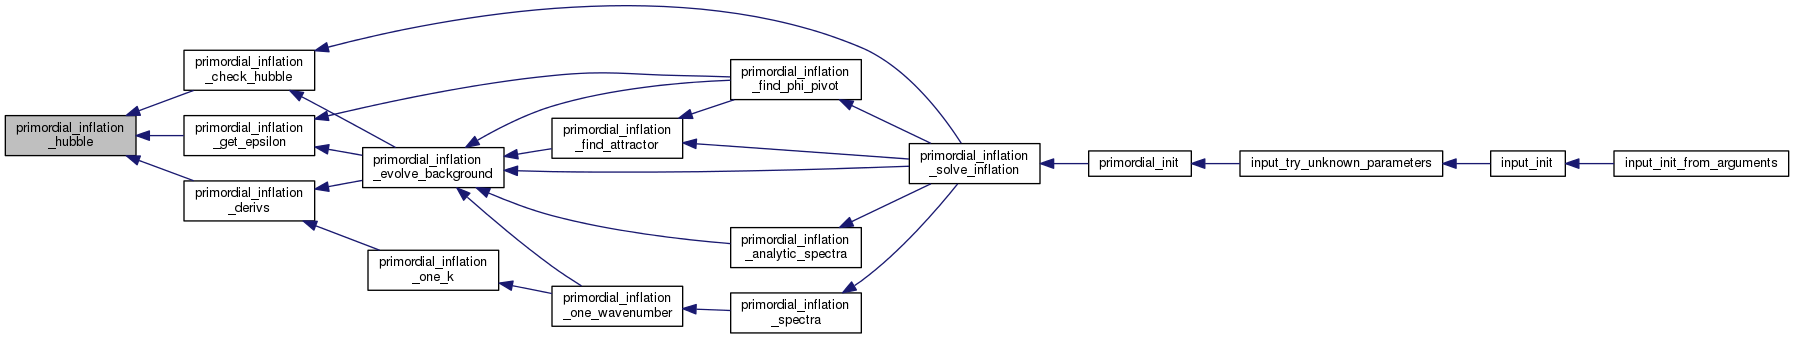 primordial_inflation
_hubble
primordial_inflation
_check_hubble
primordial_inflation
_get_epsilon
primordial_inflation
_derivs
primordial_inflation
_evolve_background
primordial_inflation
_one_k
primordial_inflation
_find_attractor
primordial_inflation
_one_wavenumber
primordial_inflation
_find_phi_pivot
primordial_inflation
_analytic_spectra
primordial_inflation
_spectra
primordial_inflation
_solve_inflation
primordial_init
input_try_unknown_parameters
input_init
input_init_from_arguments